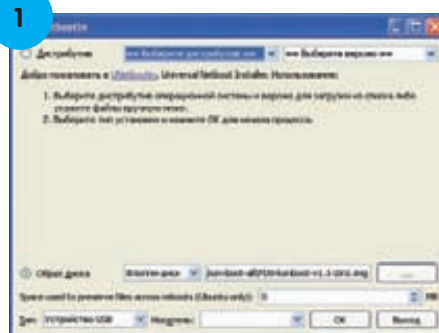 1
Дистрибутив == Выберите дистрибутив == == Выберите версию ==
Добро пожаловать в UNetbootin, Universal Netboot Installer. Использование:
1. Выберите дистрибутив операционной системы и версию для загрузки из списка либо
укажите файлы вручную ниже.
2. Выберите тип установки и нажмите OK для начала процесса.
Образ диска Флоппи-диск ...
Space used to preserve files across reboots (Ubuntu only): 0 MB
Тип: Устройство USB Носитель: OK Выход